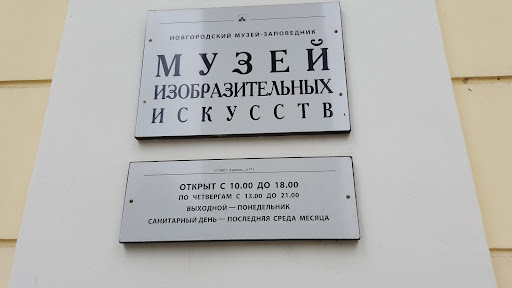 НОВГОРОДСКИЙ МУЗЕЙ-ЗАПОВЕДНИК
МУЗЕЙ
ИЗОБРАЗИТЕЛЬНЫХ
ИСКУССТВ
ОТКРЫТ С 10.00 ДО 18.00
ПО ЧЕТВЕРГАМ С 13.00 ДО 21.00
ВЫХОДНОЙ — ПОНЕДЕЛЬНИК
САНИТАРНЫЙ ДЕНЬ — ПОСЛЕДНЯЯ СРЕДА МЕСЯЦА